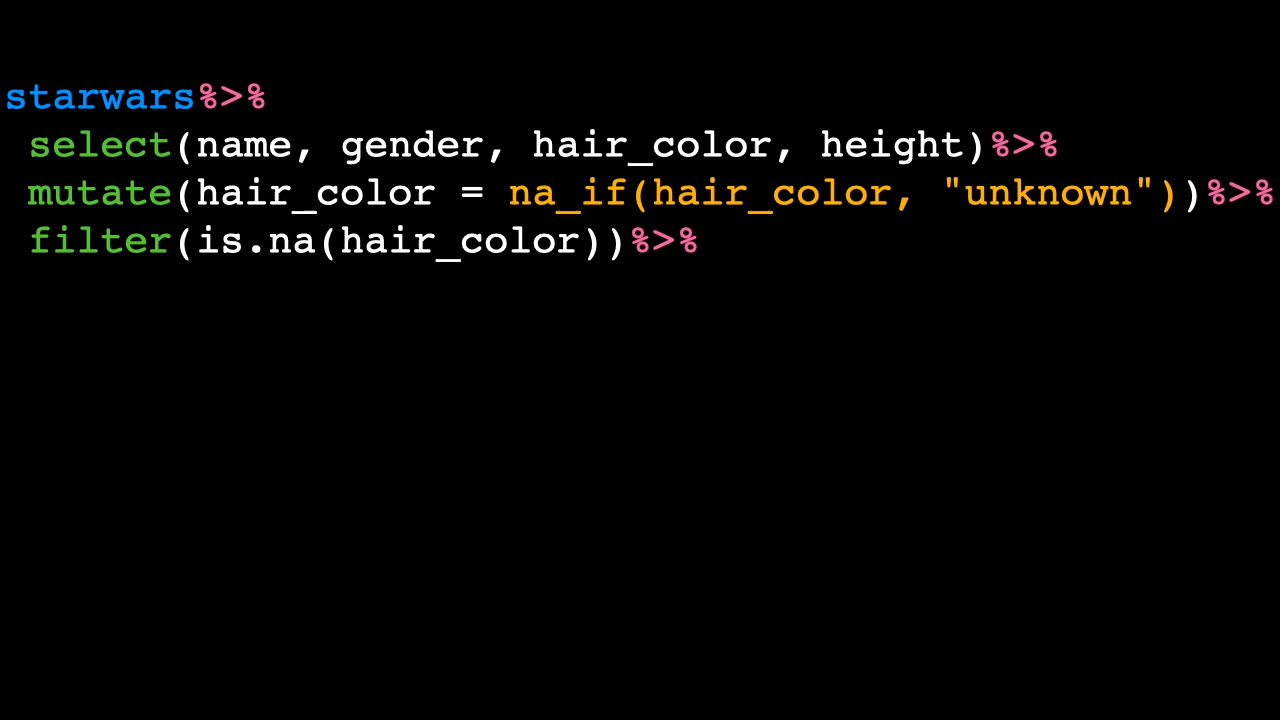 starwars%>%
select(name, gender, hair_color, height)%>%
mutate(hair_color = na_if(hair_color, "unknown"))%>%
filter(is.na(hair_color))%>%